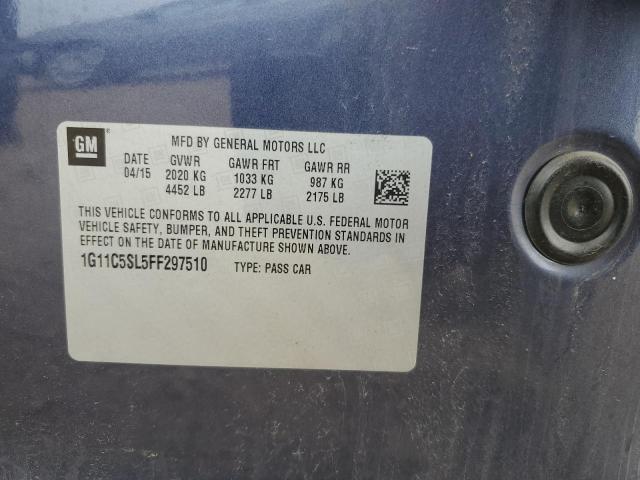 GM ®
MFD BY GENERAL MOTORS LLC
DATE GVWR GAWR FRT GAWR RR
04/15 2020 KG 1033 KG 987 KG
4452 LB 2277 LB 2175 LB
THIS VEHICLE CONFORMS TO ALL APPLICABLE U.S. FEDERAL MOTOR
VEHICLE SAFETY, BUMPER, AND THEFT PREVENTION STANDARDS IN
EFFECT ON THE DATE OF MANUFACTURE SHOWN ABOVE.
1G11C5SL5FF297510 TYPE: PASS CAR